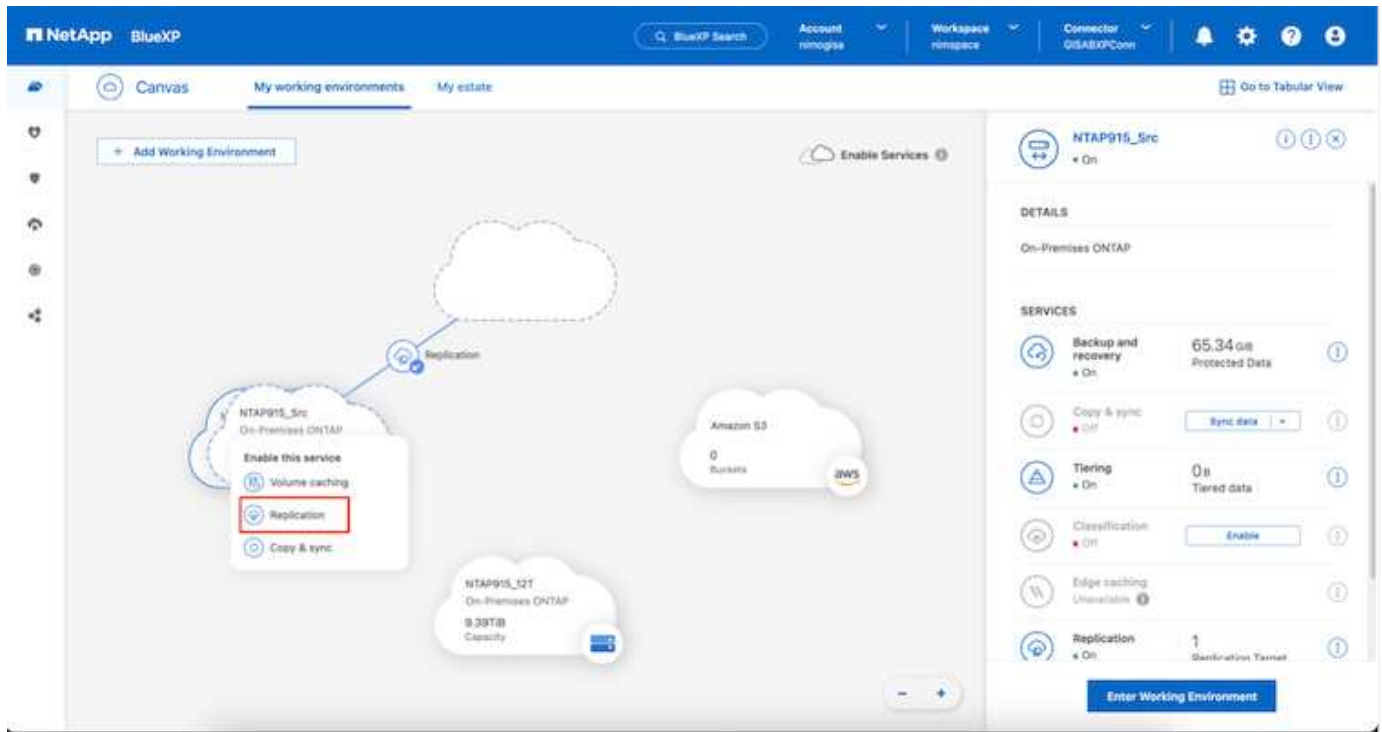 NetApp BlueXP
BlueXP Search
Account
nimogisa
Workspace
nimspace
Connector
GISABXPConn
Canvas
My working environments
My estate
Go to Tabular View
+ Add Working Environment
Enable Services
Replication
NTAP915_Src
On-Premises ONTAP
Enable this service
Volume caching
Replication
Copy & sync
Amazon S3
0
Buckets
aws
NTAP915_127
On-Premises ONTAP
9.39TiB
Capacity
- +
NTAP915_Src
On
DETAILS
On-Premises ONTAP
SERVICES
Backup and recovery
On
65.34 GiB
Protected Data
Copy & sync
Off
Sync data
Tiering
On
0 B
Tiered data
Classification
Off
Enable
Edge caching
Unavailable
Replication
On
1
Replication Target
Enter Working Environment